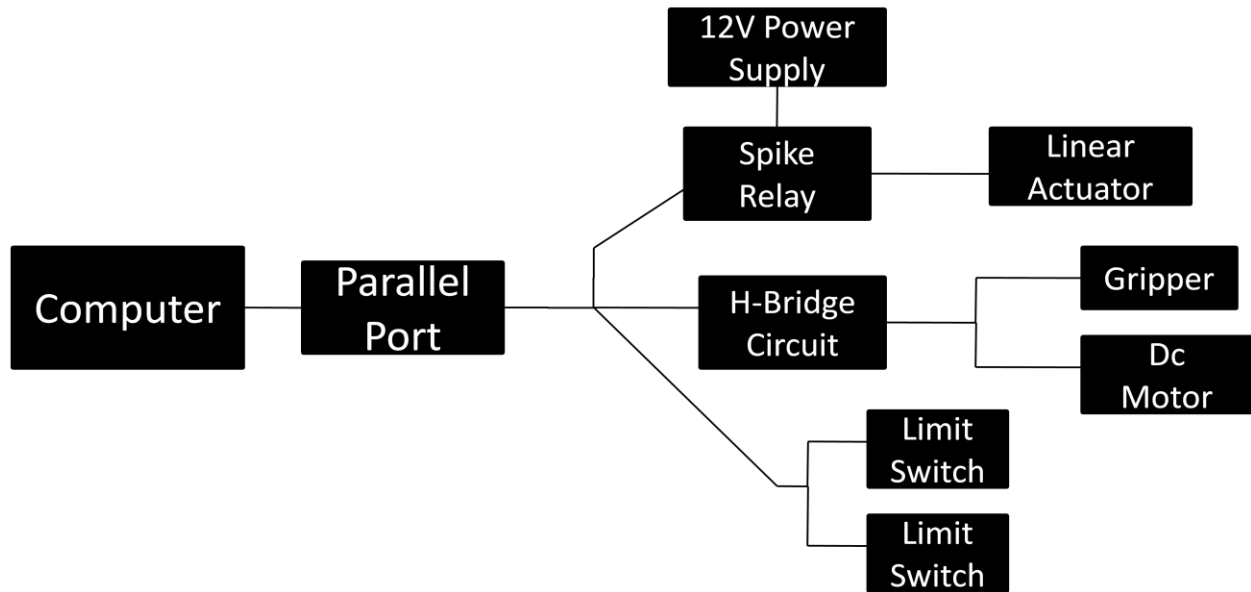 12V Power
Supply
Spike
Relay
Linear
Actuator
Computer
Parallel
Port
H-Bridge
Circuit
Gripper
Dc
Motor
Limit
Switch
Limit
Switch